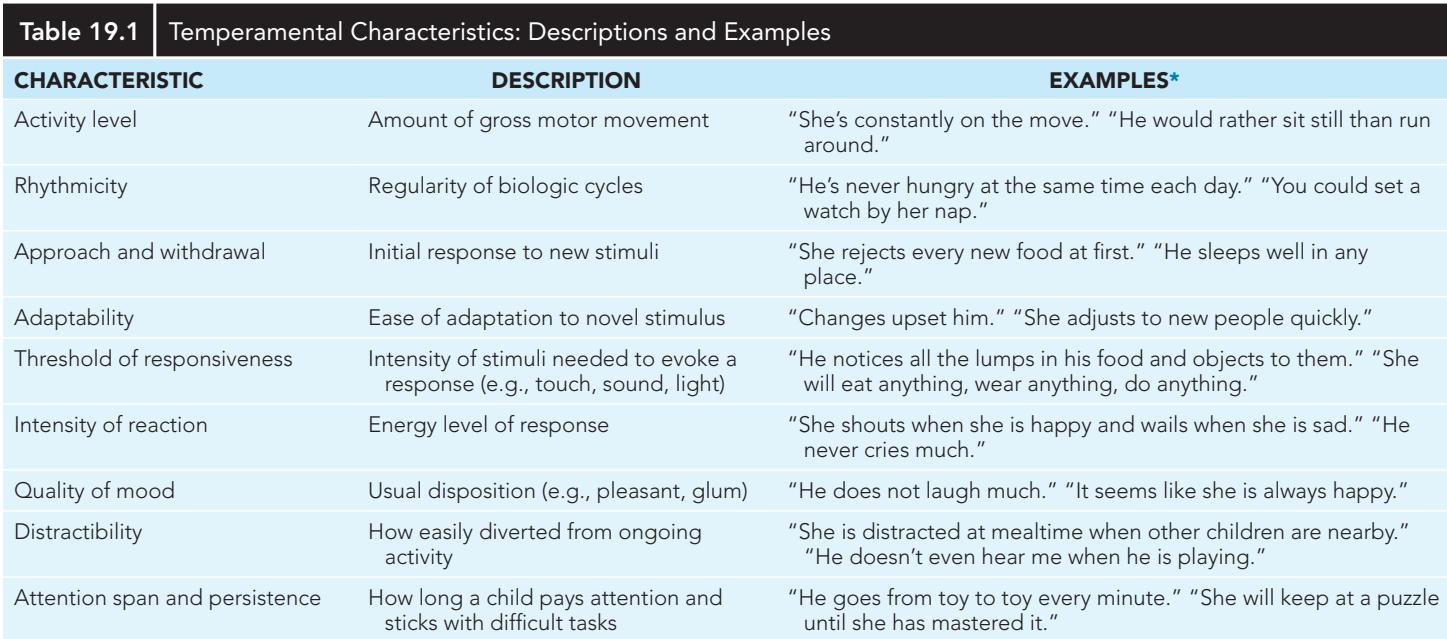 Table 19.1 Temperamental Characteristics: Descriptions and Examples
CHARACTERISTIC DESCRIPTION EXAMPLES*
Activity level Amount of gross motor movement “She’s constantly on the move.” “He would rather sit still than run
around.”
Rhythmicity Regularity of biologic cycles “He’s never hungry at the same time each day.” “You could set a
watch by her nap.”
Approach and withdrawal Initial response to new stimuli “She rejects every new food at first.” “He sleeps well in any
place.”
Adaptability Ease of adaptation to novel stimulus “Changes upset him.” “She adjusts to new people quickly.”
Threshold of responsiveness Intensity of stimuli needed to evoke a “He notices all the lumps in his food and objects to them.” “She
response (e.g., touch, sound, light) will eat anything, wear anything, do anything.”
Intensity of reaction Energy level of response “She shouts when she is happy and wails when she is sad.” “He
never cries much.”
Quality of mood Usual disposition (e.g., pleasant, glum) “He does not laugh much.” “It seems like she is always happy.”
Distractibility How easily diverted from ongoing “She is distracted at mealtime when other children are nearby.”
activity “He doesn’t even hear me when he is playing.”
Attention span and persistence How long a child pays attention and “He goes from toy to toy every minute.” “She will keep at a puzzle
sticks with difficult tasks until she has mastered it.”